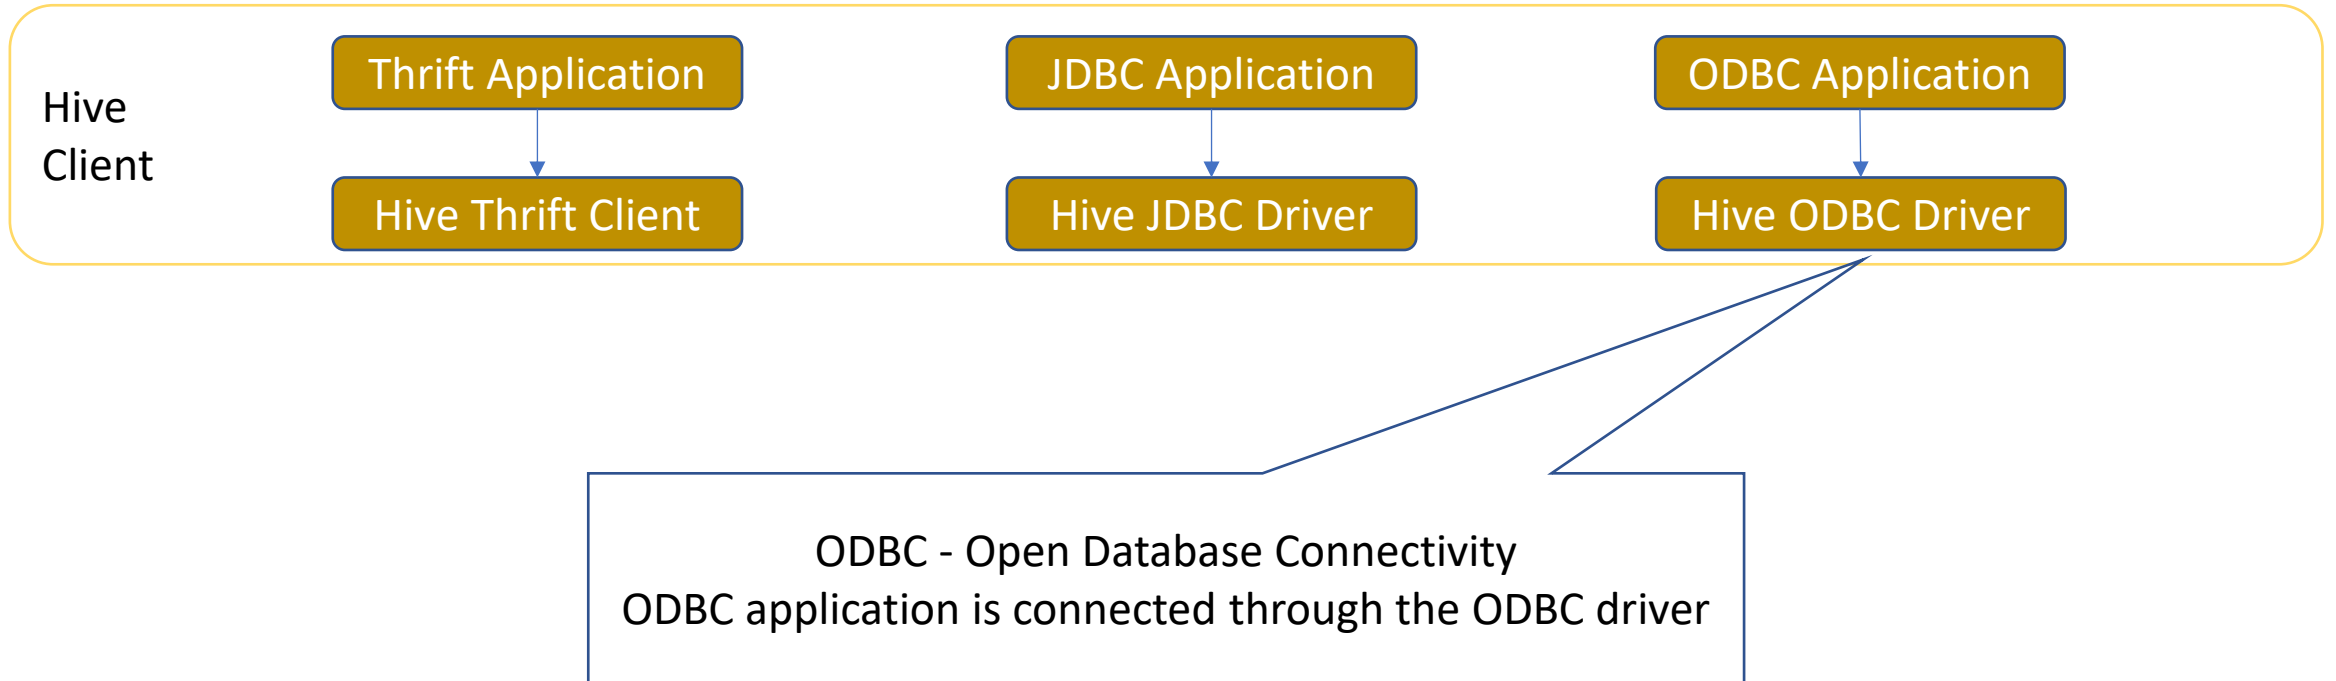 Hive
Client
Thrift Application
JDBC Application
ODBC Application
Hive Thrift Client
Hive JDBC Driver
Hive ODBC Driver
ODBC - Open Database Connectivity
ODBC application is connected through the ODBC driver